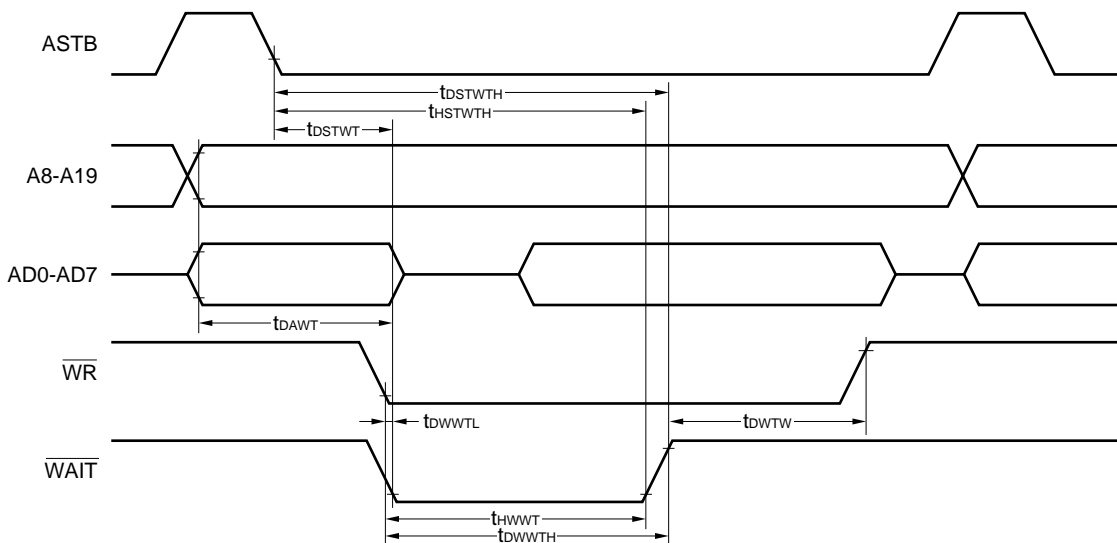 ASTB
tDSTWTH
tHSTWTH
tDSTWT
A8-A19
AD0-AD7
tDAWT
WR
tDWWTL
tDWTW
WAIT
tHWWT
tDWWTH